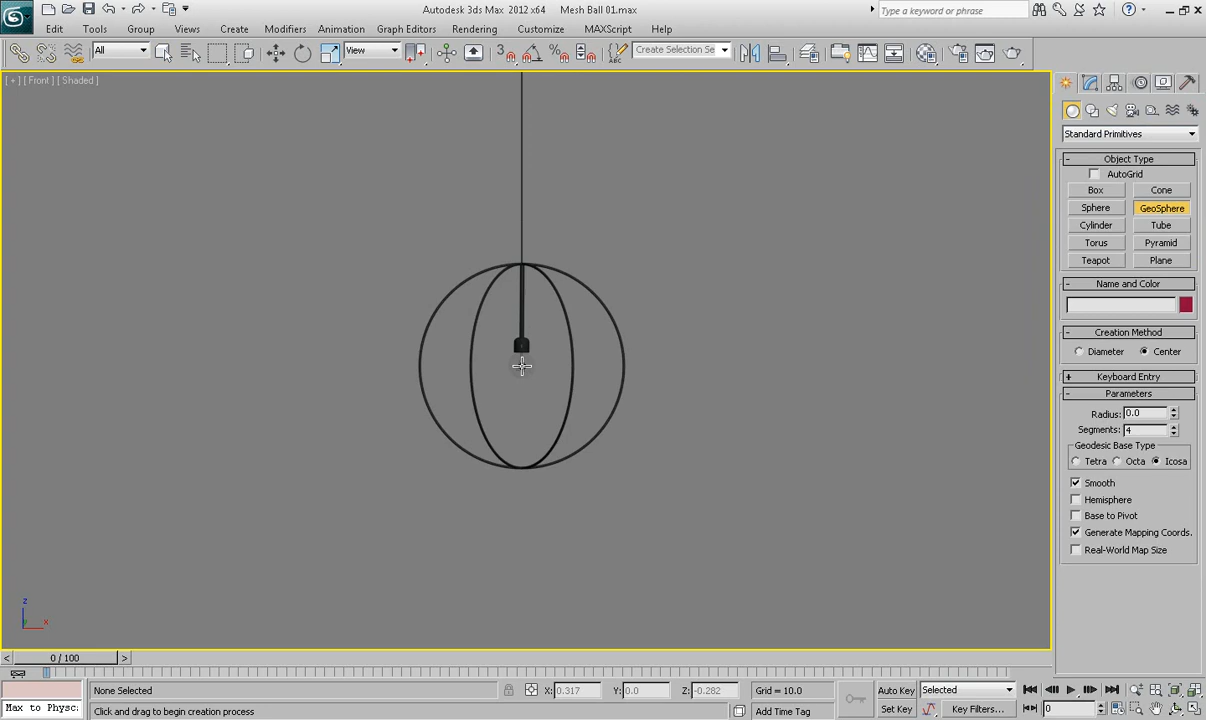 Autodesk 3ds Max 2012 x64 Mesh Ball 01.max
Type a keyword or phrase
Edit Tools Group Views Create Modifiers Animation Graph Editors Rendering Customize MAXScript Help
All View Create Selection Se
[ + ] [ Front ] [ Shaded ]
Standard Primitives
- Object Type
AutoGrid
Box Cone
Sphere GeoSphere
Cylinder Tube
Torus Pyramid
Teapot Plane
- Name and Color
- Creation Method
Diameter Center
+ Keyboard Entry
- Parameters
Radius: 0.0
Segments: 4
Geodesic Base Type
Tetra Octa Icosa
Smooth
Hemisphere
Base to Pivot
Generate Mapping Coords.
Real-World Map Size
z
x
< 0 / 100 >
None Selected X: 0.317 Y: 0.0 Z: -0.282 Grid = 10.0 Auto Key Selected
Max to Physc: Click and drag to begin creation process Add Time Tag Set Key Key Filters... 0